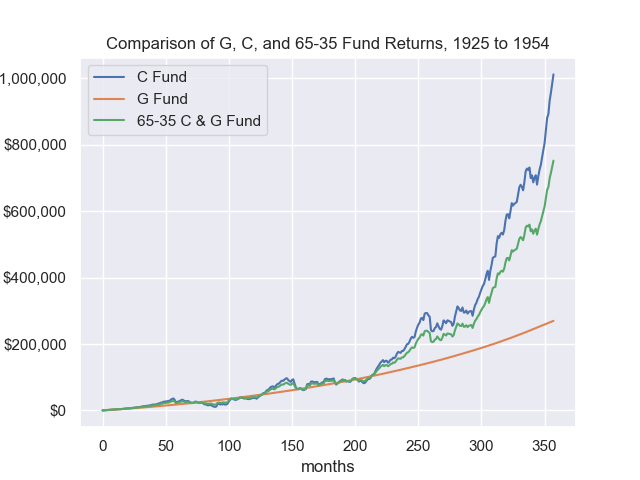 Comparison of G, C, and 65-35 Fund Returns, 1925 to 1954
C Fund
G Fund
65-35 C & G Fund
1,000,000
$800,000
$600,000
$400,000
$200,000
$0
0 50 100 150 200 250 300 350
months